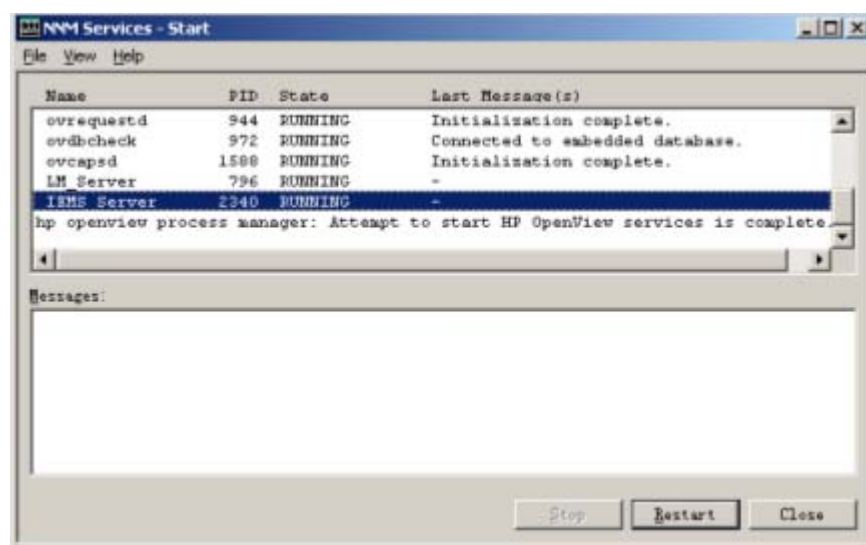 NNM Services - Start
File View Help
Name PID State Last Message(s)
ovrequestd 944 RUNNING Initialization complete.
ovdbcheck 972 RUNNING Connected to embedded database.
ovcapsd 1588 RUNNING Initialization complete.
LM_Server 796 RUNNING -
IEMS Server 2340 RUNNING -
hp openview process manager: Attempt to start HP OpenView services is complete.
Messages:
Stop Restart Close